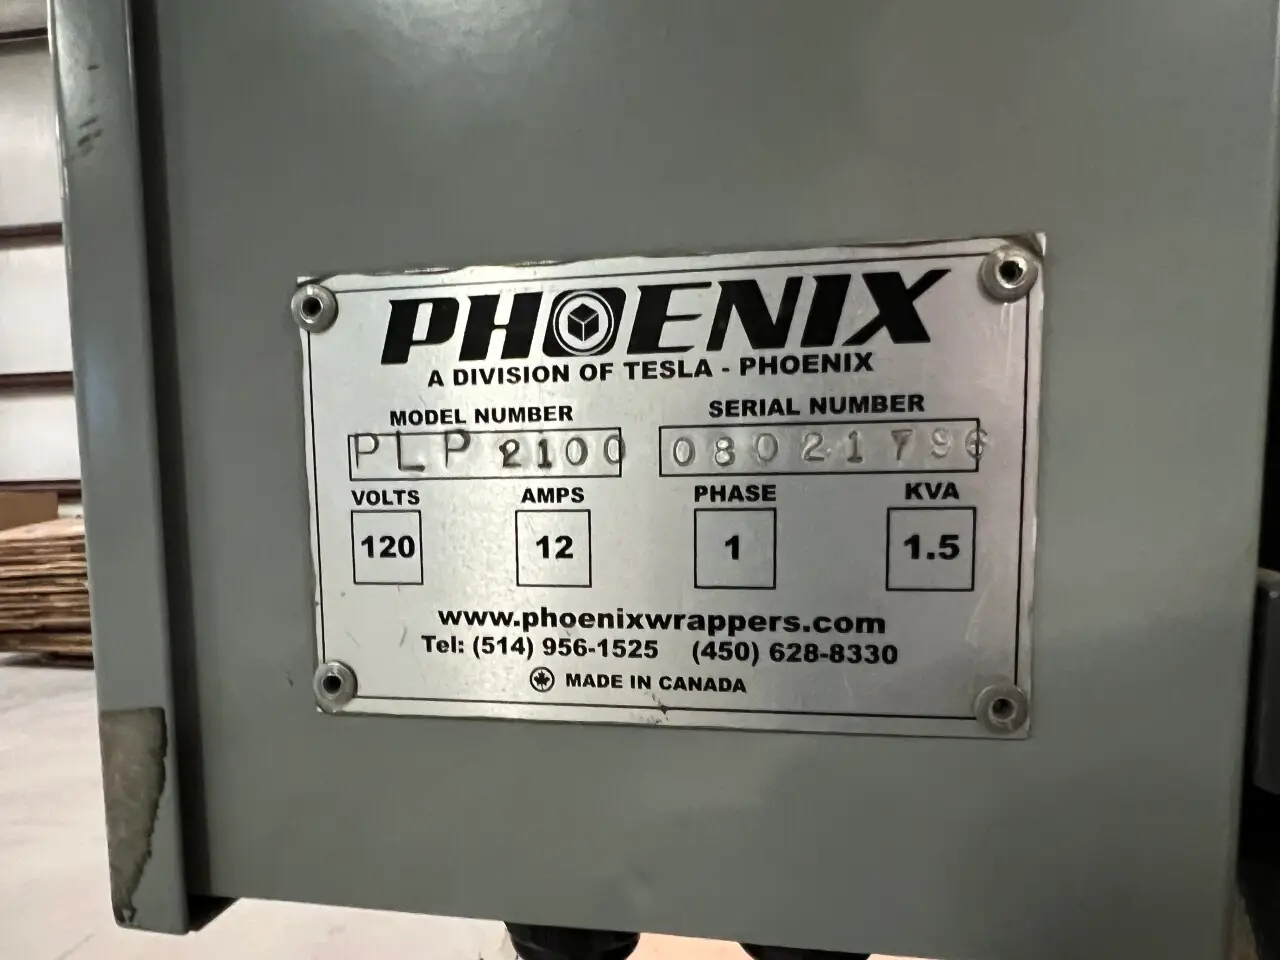 PHOENIX
A DIVISION OF TESLA - PHOENIX
MODEL NUMBER SERIAL NUMBER
PLP 2100 08021796
VOLTS AMPS PHASE KVA
120 12 1 1.5
www.phoenixwrappers.com
Tel: (514) 956-1525 (450) 628-8330
MADE IN CANADA